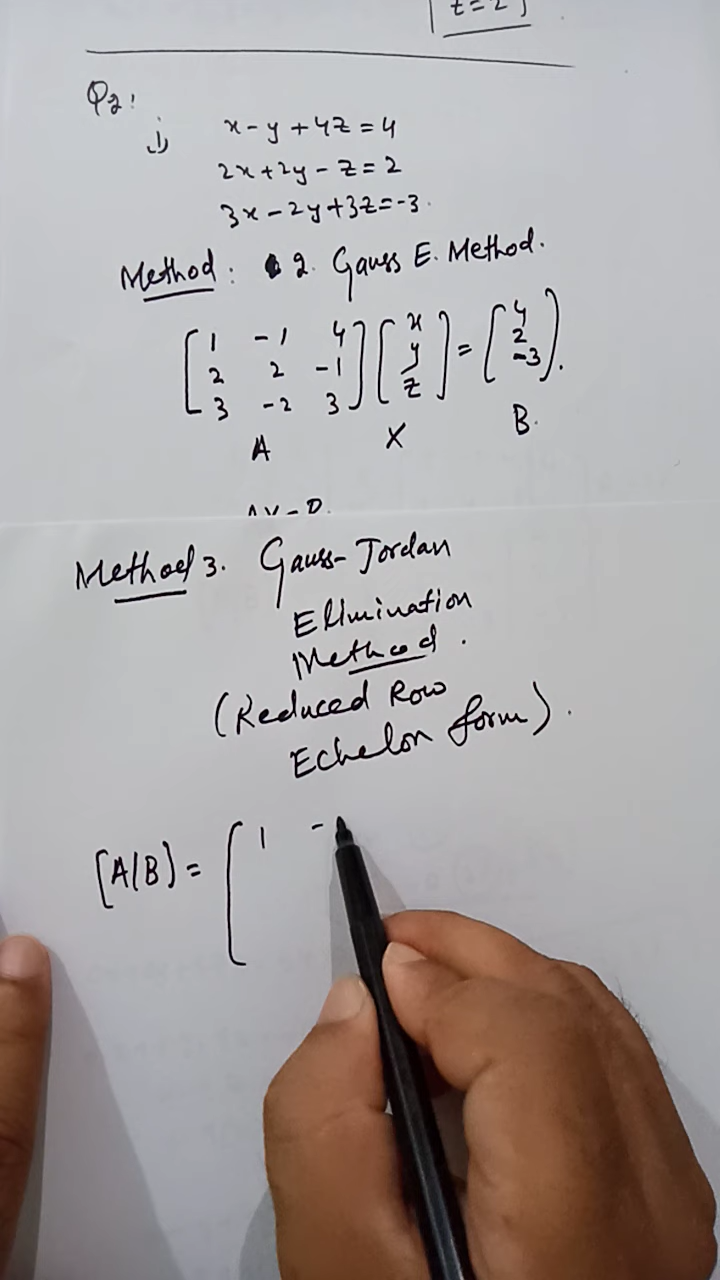 t = 2 ]
Q2:
i) x - y + 4z = 4
2x + 2y - z = 2
3x - 2y + 3z = -3.
Method: 2. Gauss E. Method.
[ 1 -1 4 ] [ x ] = [ 4 ]
[ 2 2 -1 ] [ y ] [ 2 ]
[ 3 -2 3 ] [ z ] [ -3 ].
A X B.
Method 3. Gauss-Jordan
Elimination
Method.
(Reduced Row
Echelon form).
[A|B] = [ 1 -